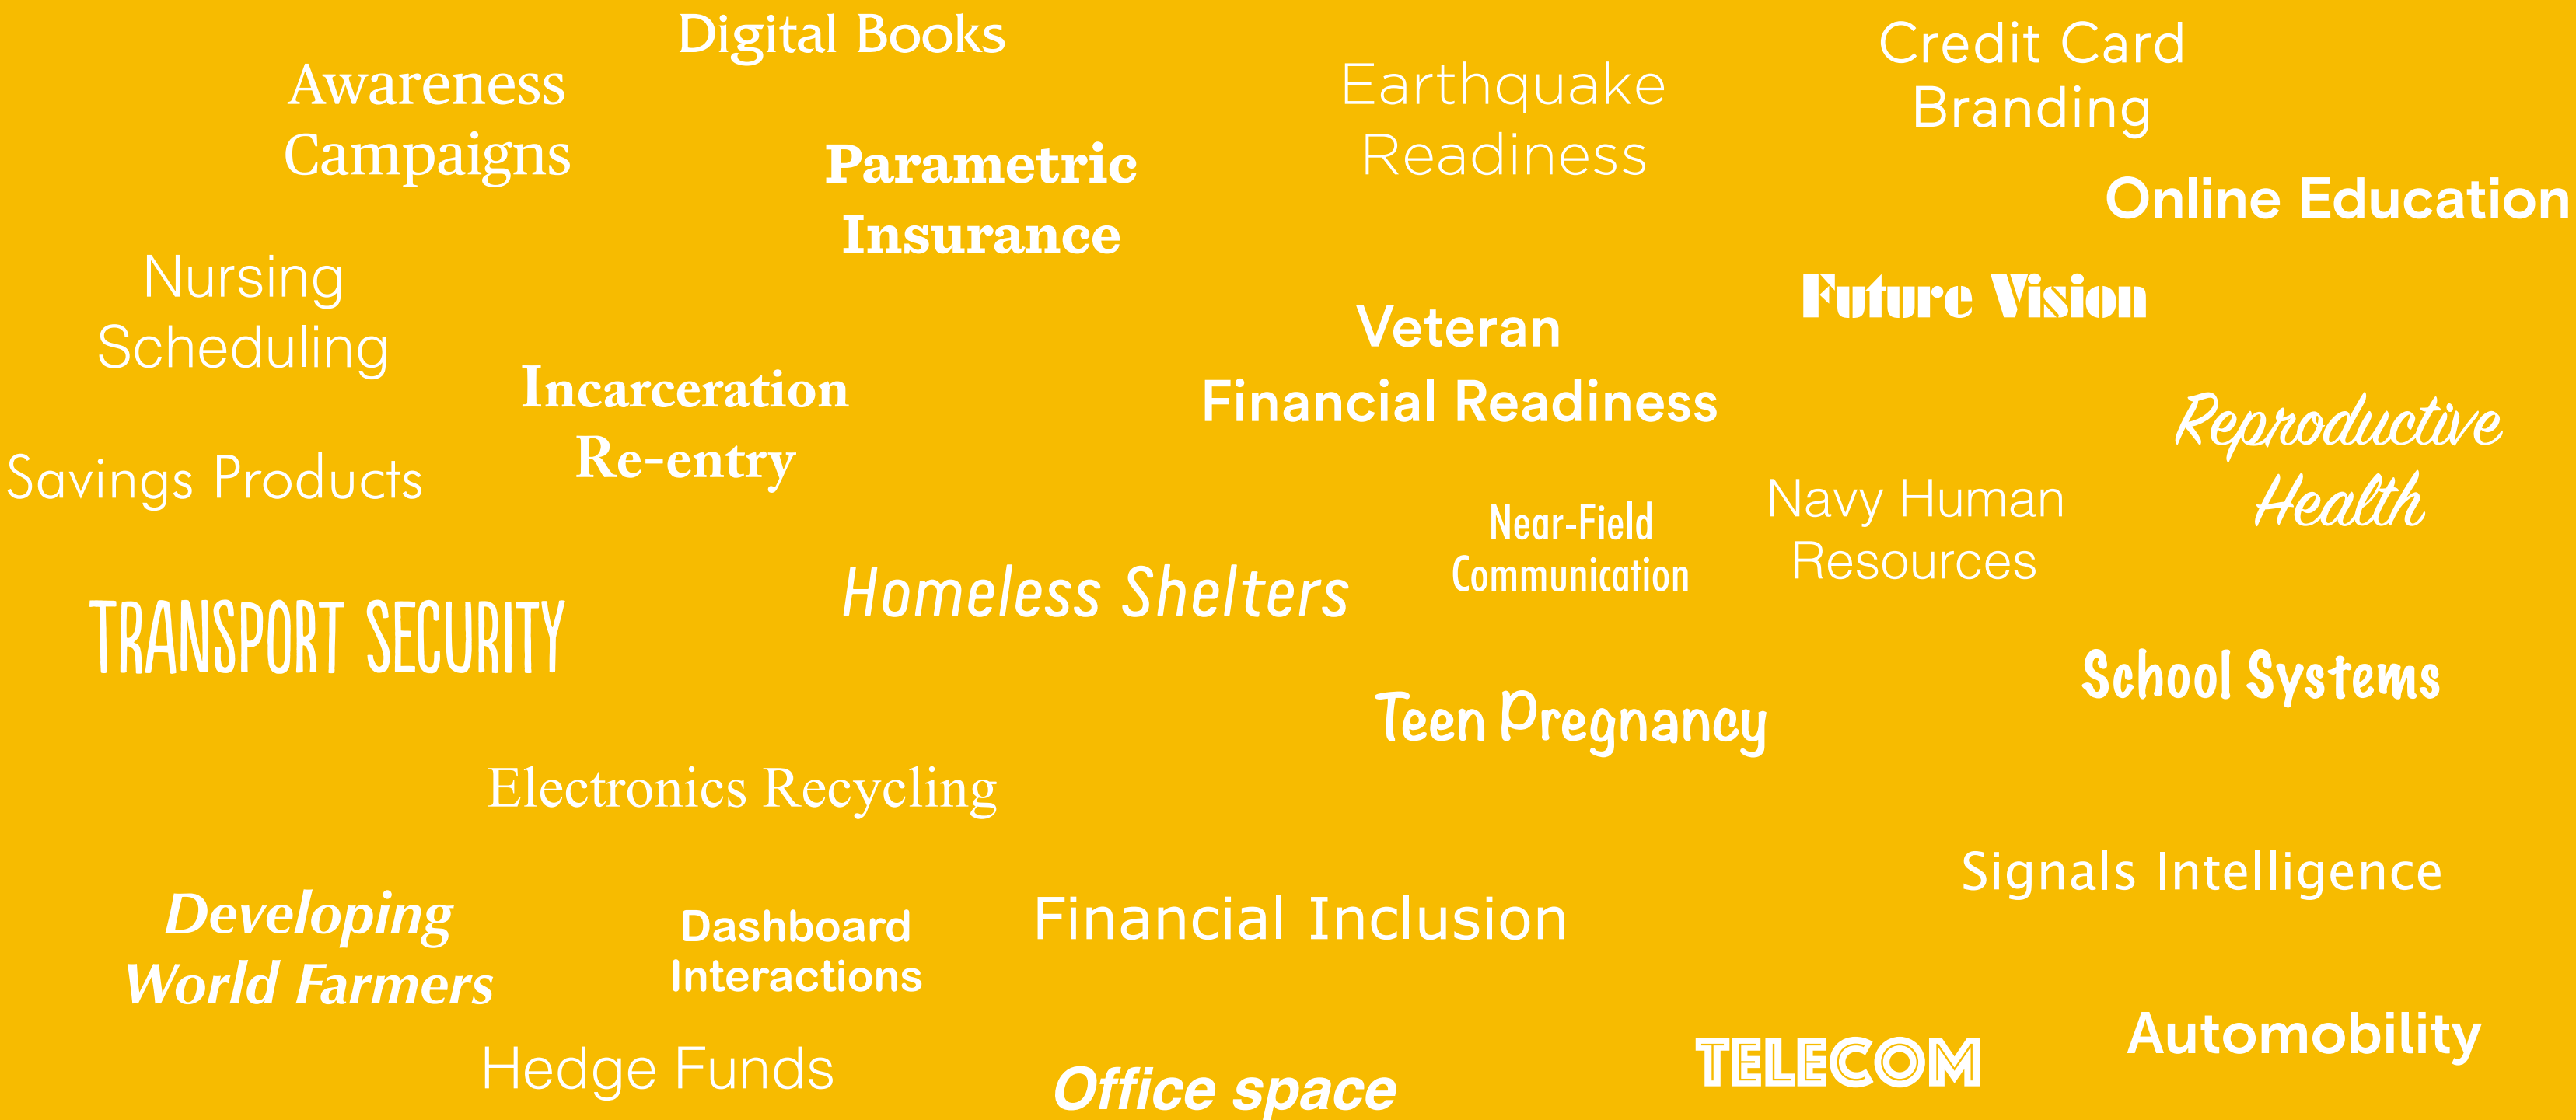 Digital Books
Awareness
Campaigns
Earthquake
Readiness
Credit Card
Branding
Parametric
Insurance
Online Education
Nursing
Scheduling
Future Vision
Veteran
Financial Readiness
Incarceration
Re-entry
Reproductive
Health
Savings Products
Near-Field
Communication
Navy Human
Resources
Homeless Shelters
TRANSPORT SECURITY
School Systems
Teen Pregnancy
Electronics Recycling
Signals Intelligence
Developing
World Farmers
Dashboard
Interactions
Financial Inclusion
Automobility
Hedge Funds
Office space
TELECOM